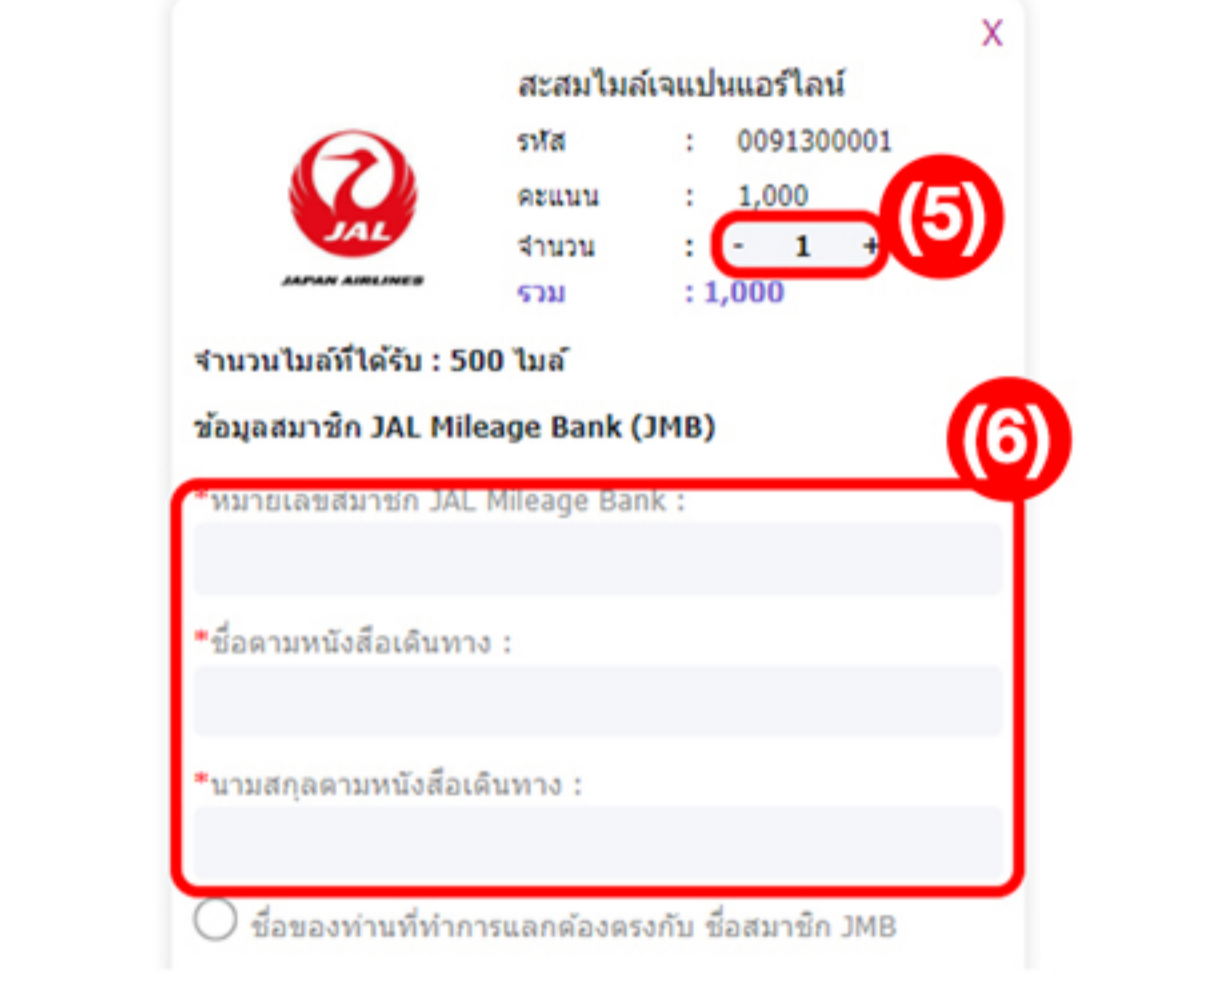 X
สะสมไมล์เจแปนแอร์ไลน์
รหัส : 0091300001
คะแนน : 1,000
(5)
จำนวน : - 1 +
รวม : 1,000
JAL
JAPAN AIRLINES
จำนวนไมล์ที่ได้รับ : 500 ไมล์
ข้อมูลสมาชิก JAL Mileage Bank (JMB)
(6)
*หมายเลขสมาชิก JAL Mileage Bank :
*ชื่อตามหนังสือเดินทาง :
*นามสกุลตามหนังสือเดินทาง :
ชื่อของท่านที่ทำการแลกต้องตรงกับ ชื่อสมาชิก JMB